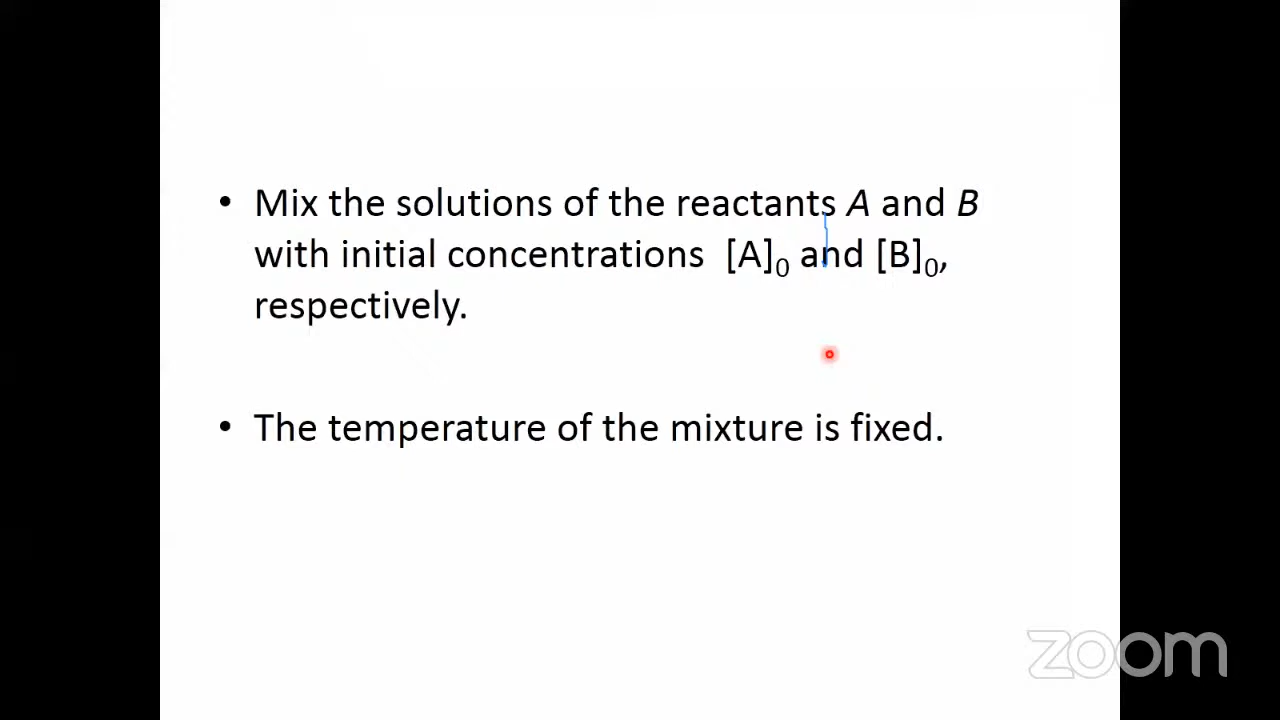 • Mix the solutions of the reactants A and B
with initial concentrations [A]₀ and [B]₀,
respectively.
• The temperature of the mixture is fixed.
zoom